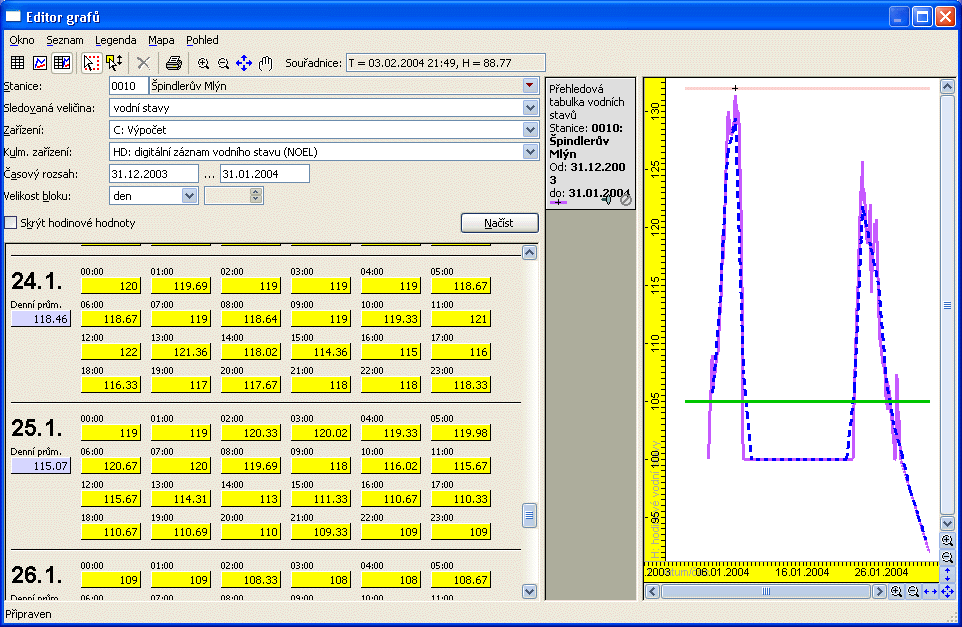 Editor grafů
Okno Seznam Legenda Mapa Pohled
Souřadnice: T = 03.02.2004 21:49, H = 88.77
Stanice: 0010 Špindlerův Mlýn
Sledovaná veličina: vodní stavy
Zařízení: C: Výpočet
Kulm. zařízení: HD: digitální záznam vodního stavu (NOEL)
Časový rozsah: 31.12.2003 ... 31.01.2004
Velikost bloku: den
Skrýt hodinové hodnoty
Načíst
24.1.
Denní prům.
118.46
00:00 01:00 02:00 03:00 04:00 05:00
120 119.69 119 119 119 118.67
06:00 07:00 08:00 09:00 10:00 11:00
118.67 119 118.64 119 119.33 121
12:00 13:00 14:00 15:00 16:00 17:00
122 121.36 118.02 114.36 115 116
18:00 19:00 20:00 21:00 22:00 23:00
116.33 117 117.67 118 118 118.33
25.1.
Denní prům.
115.07
00:00 01:00 02:00 03:00 04:00 05:00
119 119 120.33 120.02 119.33 119.98
06:00 07:00 08:00 09:00 10:00 11:00
120.67 120 119.69 118 116.02 115.67
12:00 13:00 14:00 15:00 16:00 17:00
115.67 114.31 113 111.33 110.67 110.33
18:00 19:00 20:00 21:00 22:00 23:00
110.67 110.69 110 109.33 109 109
26.1.
Denní prům.
00:00 01:00 02:00 03:00 04:00 05:00
109 109 108.33 108 108 108.67
06:00 07:00 08:00 09:00 10:00 11:00
Přehledová
tabulka vodních
stavů
Stanice: 0010:
Špindlerův
Mlýn
Od: 31.12.200
3
do: 31.01.2004
130
125
120
115
110
105
100
95
H: hodinové vodní
.2003 06.01.2004 16.01.2004 26.01.2004
Připraven